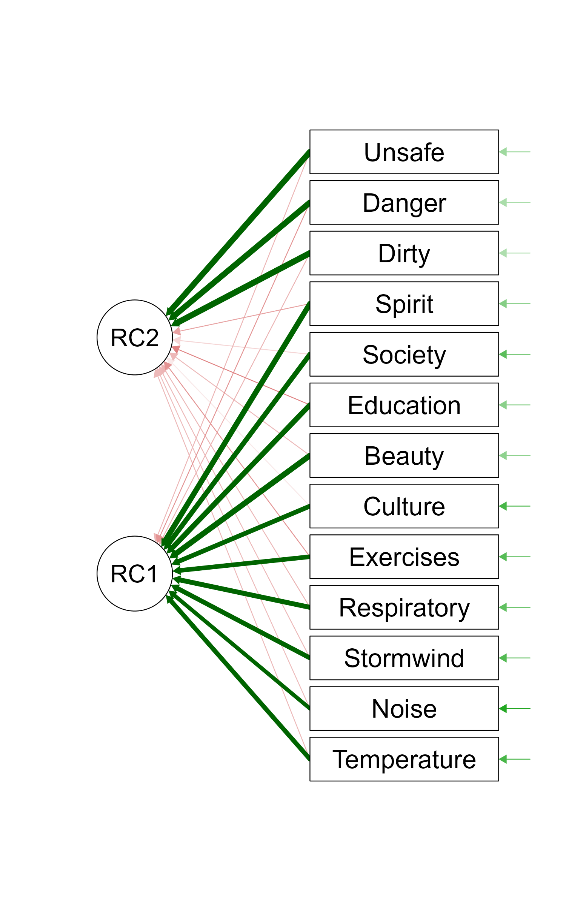 Unsafe
Danger
Dirty
Spirit
RC2
Society
Education
Beauty
Culture
Exercises
RC1
Respiratory
Stormwind
Noise
Temperature